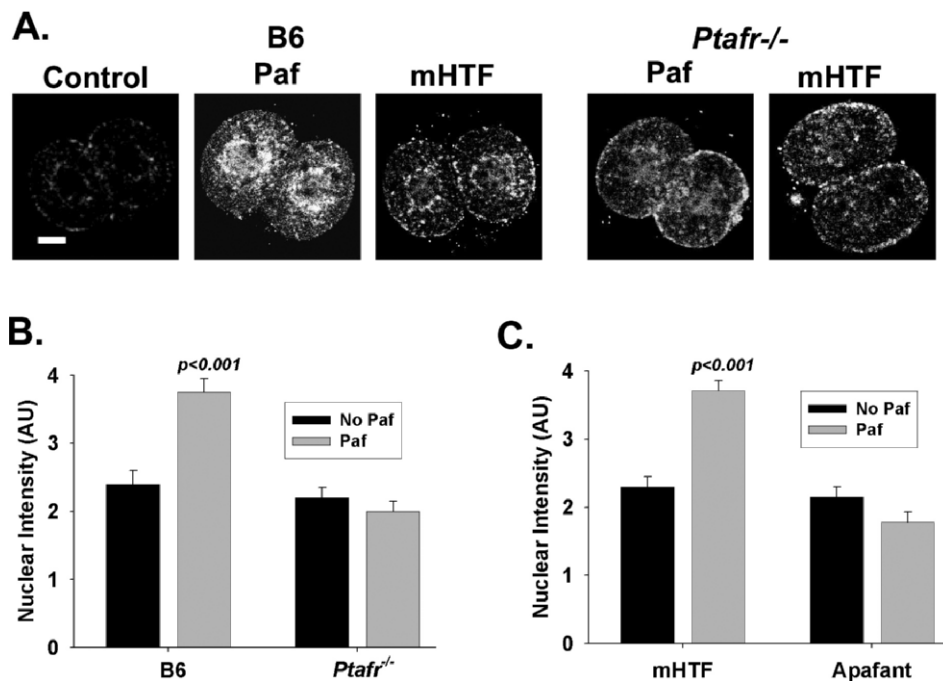 A.
B6
Ptafr-/-
Control
Paf
mHTF
Paf
mHTF
B.
p<0.001
Nuclear Intensity (AU)
4
3
2
1
0
No Paf
Paf
B6
Ptafr-/-
C.
p<0.001
Nuclear Intensity (AU)
4
3
2
1
0
No Paf
Paf
mHTF
Apafant